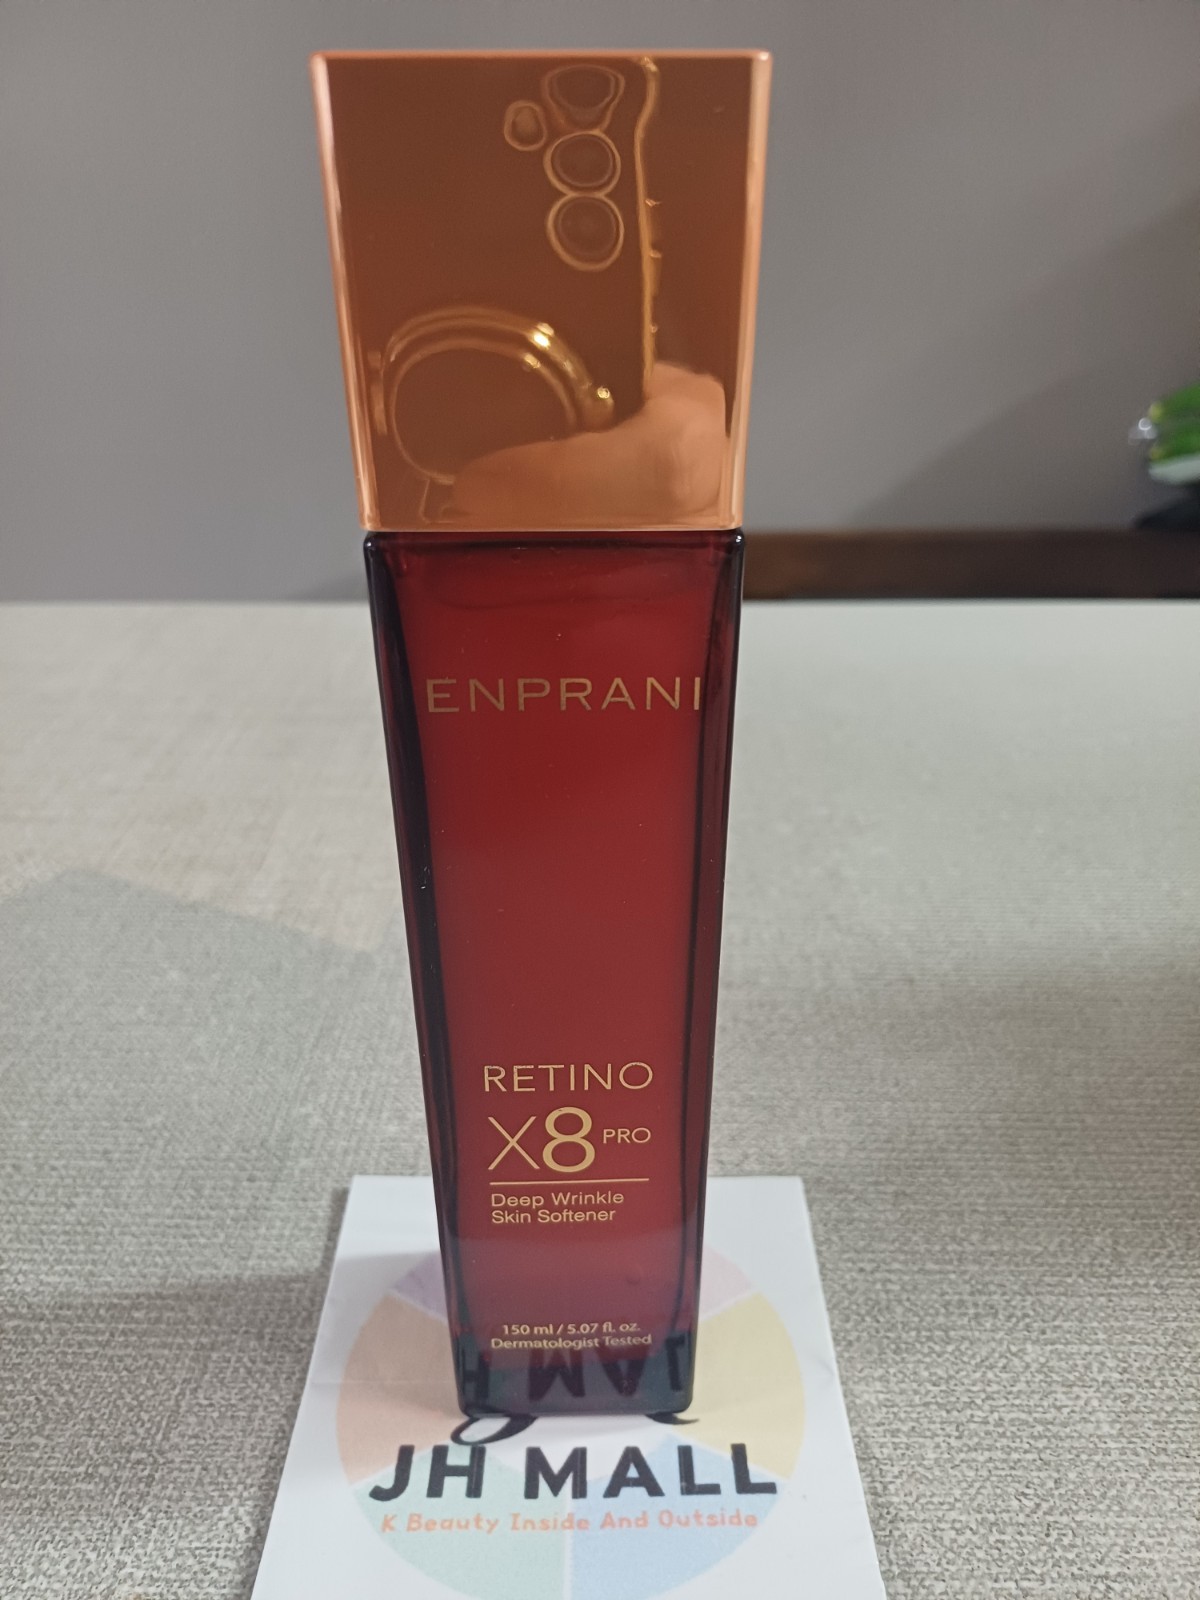 ENPRANI
RETINO
X8 PRO
Deep Wrinkle
Skin Softener
150 ml / 5.07 fl. oz.
Dermatologist Tested
JH MALL
K Beauty Inside And Outside